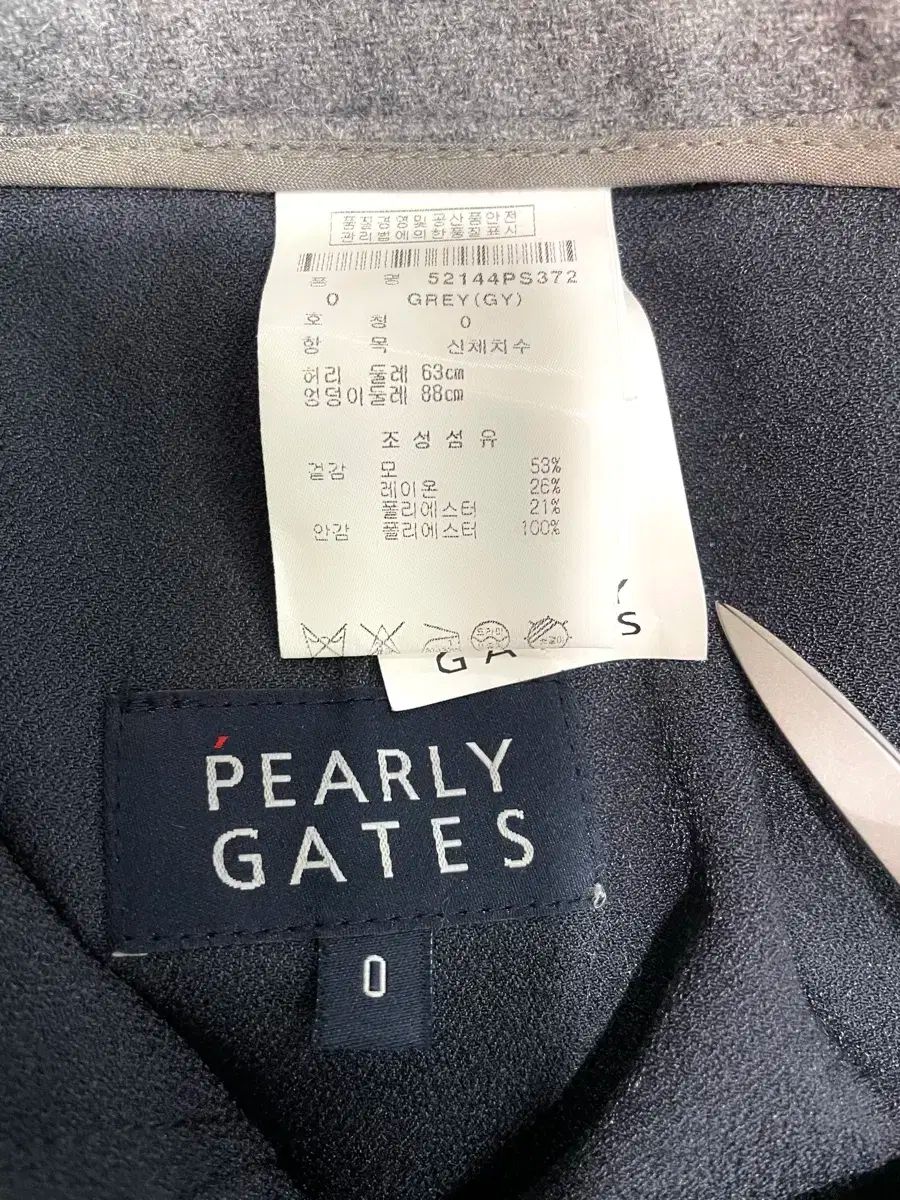 품질경영및공산품안전
관리법에의한품질표시
품 명 52144PS372
0 GREY(GY)
호 칭 0
항 목 신체치수
허리 둘레 63cm
엉덩이둘레 88cm
조성섬유
겉감 모 53%
레이온 26%
폴리에스터 21%
안감 폴리에스터 100%
Y
GA S
PEARLY
GATES
0